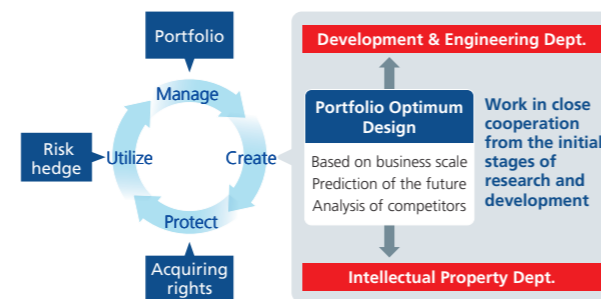 Portfolio
Manage
Risk
hedge
Utilize
Create
Protect
Acquiring
rights
Development & Engineering Dept.
Portfolio Optimum
Design
Based on business scale
Prediction of the future
Analysis of competitors
Work in close
cooperation
from the initial
stages of
research and
development
Intellectual Property Dept.